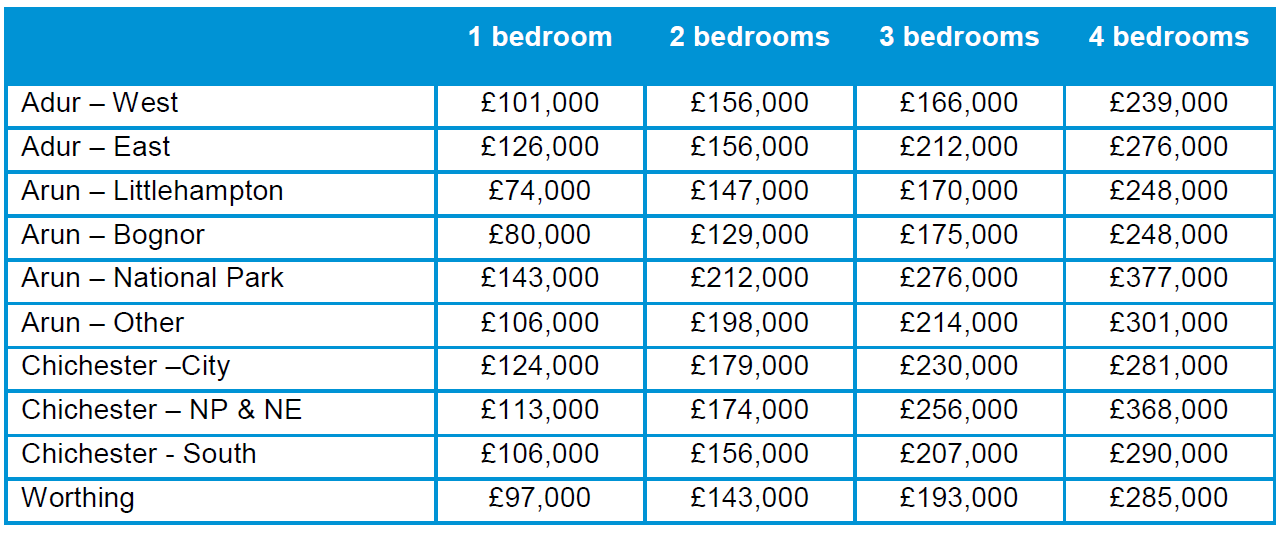 1 bedroom 2 bedrooms 3 bedrooms 4 bedrooms
Adur – West £101,000 £156,000 £166,000 £239,000
Adur – East £126,000 £156,000 £212,000 £276,000
Arun – Littlehampton £74,000 £147,000 £170,000 £248,000
Arun – Bognor £80,000 £129,000 £175,000 £248,000
Arun – National Park £143,000 £212,000 £276,000 £377,000
Arun – Other £106,000 £198,000 £214,000 £301,000
Chichester –City £124,000 £179,000 £230,000 £281,000
Chichester – NP & NE £113,000 £174,000 £256,000 £368,000
Chichester - South £106,000 £156,000 £207,000 £290,000
Worthing £97,000 £143,000 £193,000 £285,000